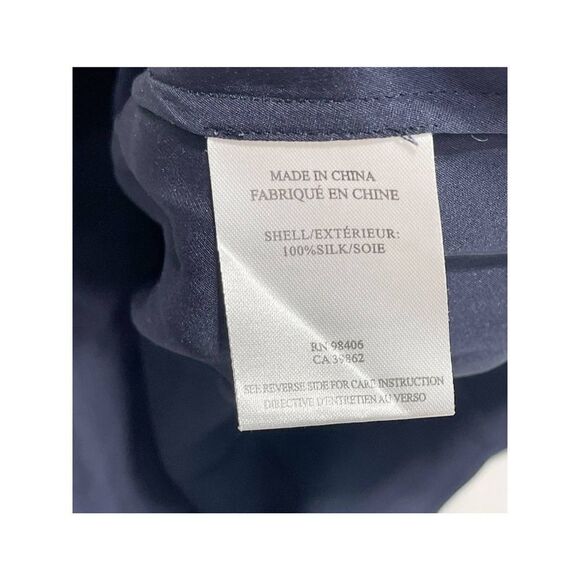 MADE IN CHINA
FABRIQUÉ EN CHINE
SHELL/EXTÉRIEUR:
100%SILK/SOIE
RN 98406
CA 39862
SEE REVERSE SIDE FOR CARE INSTRUCTION
DIRECTIVE D'ENTRETIEN AU VERSO